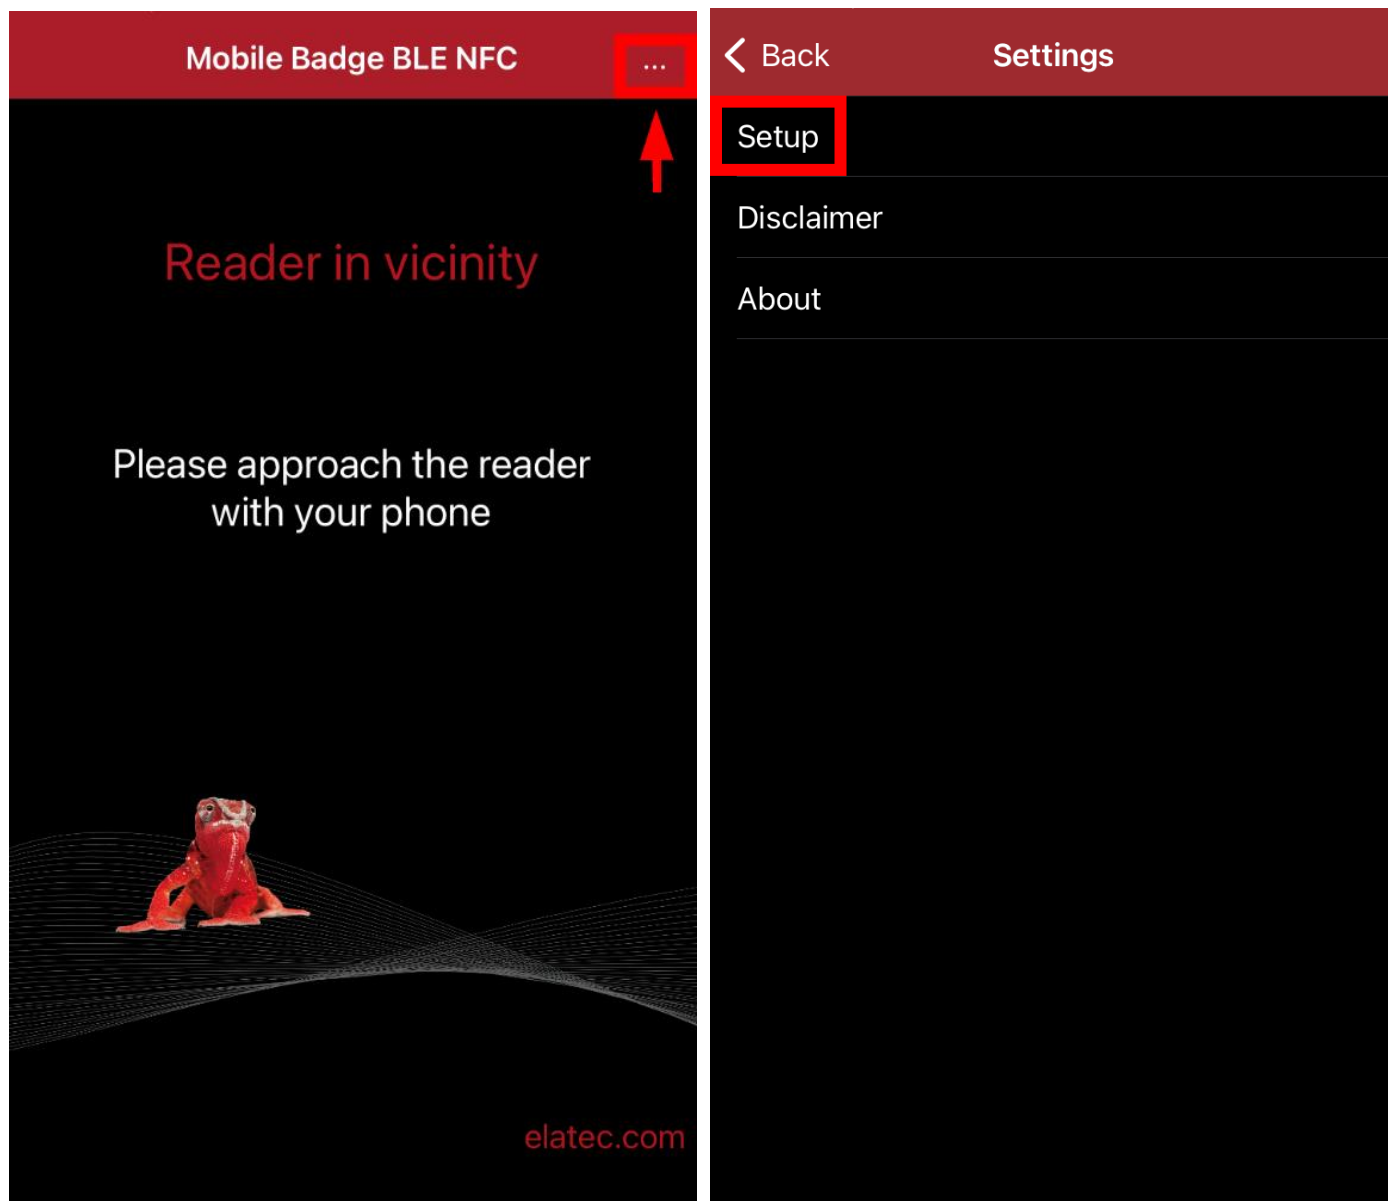 Mobile Badge BLE NFC
...
Reader in vicinity
Please approach the reader
with your phone
elatec.com
Back
Settings
Setup
Disclaimer
About